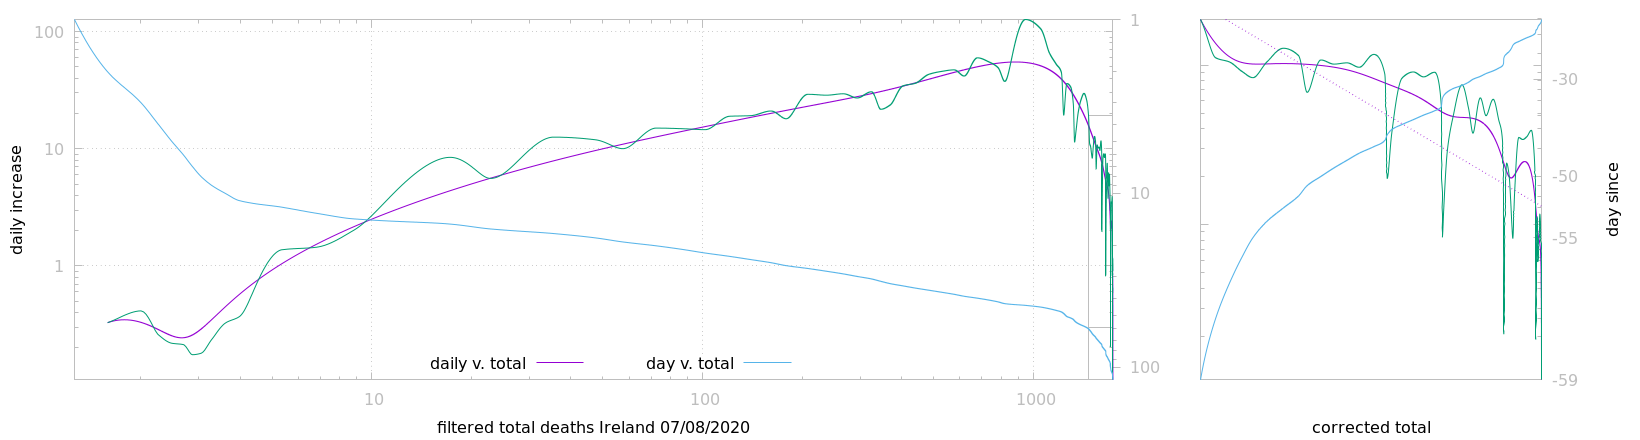 100
10
1
daily increase
daily v. total
day v. total
10
100
1000
filtered total deaths Ireland 07/08/2020
1
10
100
-30
-50
-55
-59
day since
corrected total